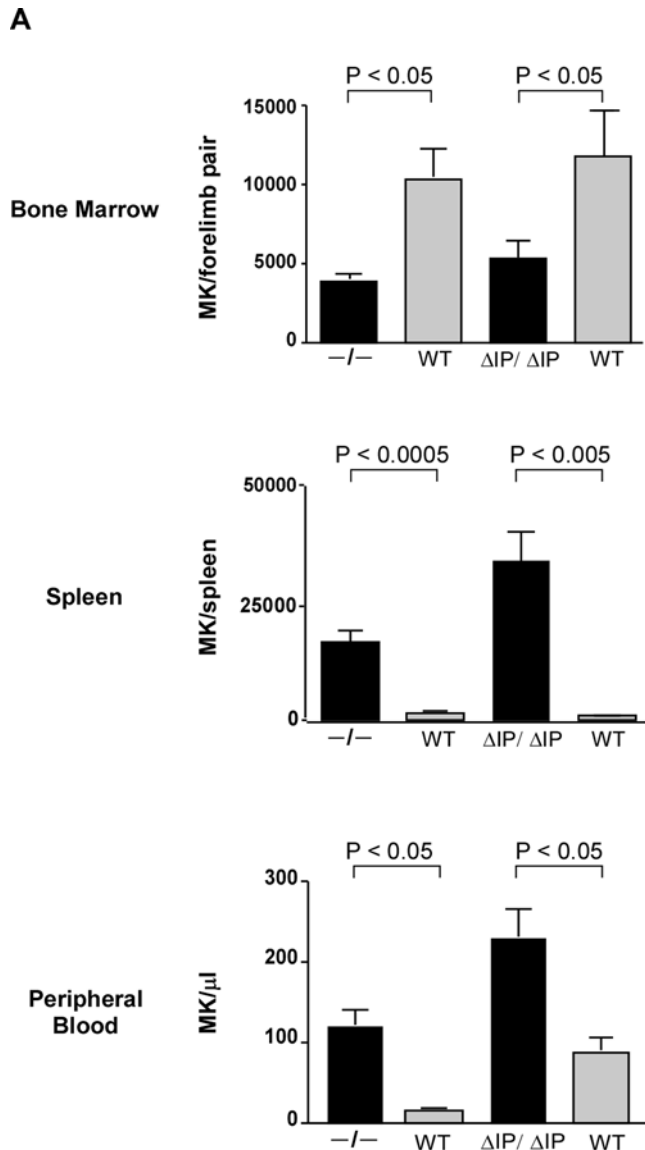 A
P < 0.05 P < 0.05
Bone Marrow
MK/forelimb pair
15000
10000
5000
0
−/− WT ΔIP/ ΔIP WT
P < 0.0005 P < 0.005
Spleen
MK/spleen
50000
25000
0
−/− WT ΔIP/ ΔIP WT
P < 0.05 P < 0.05
Peripheral
Blood
MK/μl
300
200
100
0
−/− WT ΔIP/ ΔIP WT